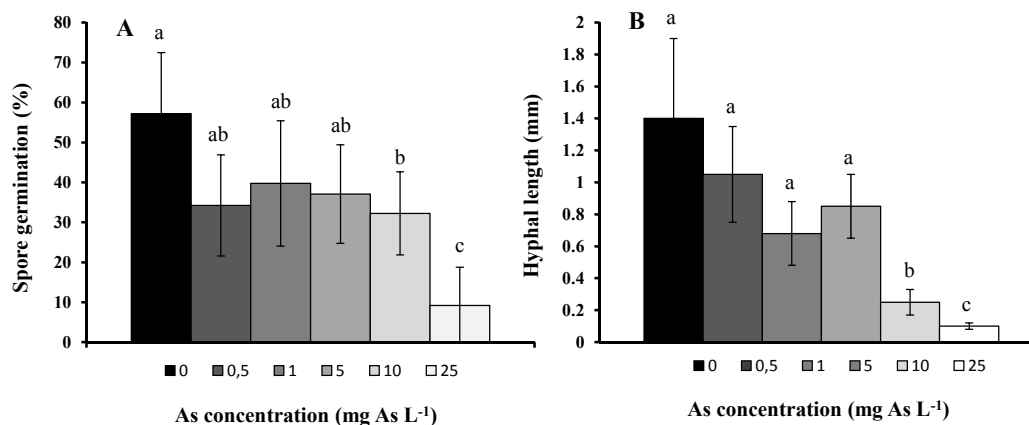 A
Spore germination (%)
80
70
60
50
40
30
20
10
0
a
ab
ab
ab
b
c
0 0,5 1 5 10 25
As concentration (mg As L⁻¹)
B
Hyphal length (mm)
2
1.8
1.6
1.4
1.2
1
0.8
0.6
0.4
0.2
0
a
a
a
a
b
c
0 0,5 1 5 10 25
As concentration (mg As L⁻¹)